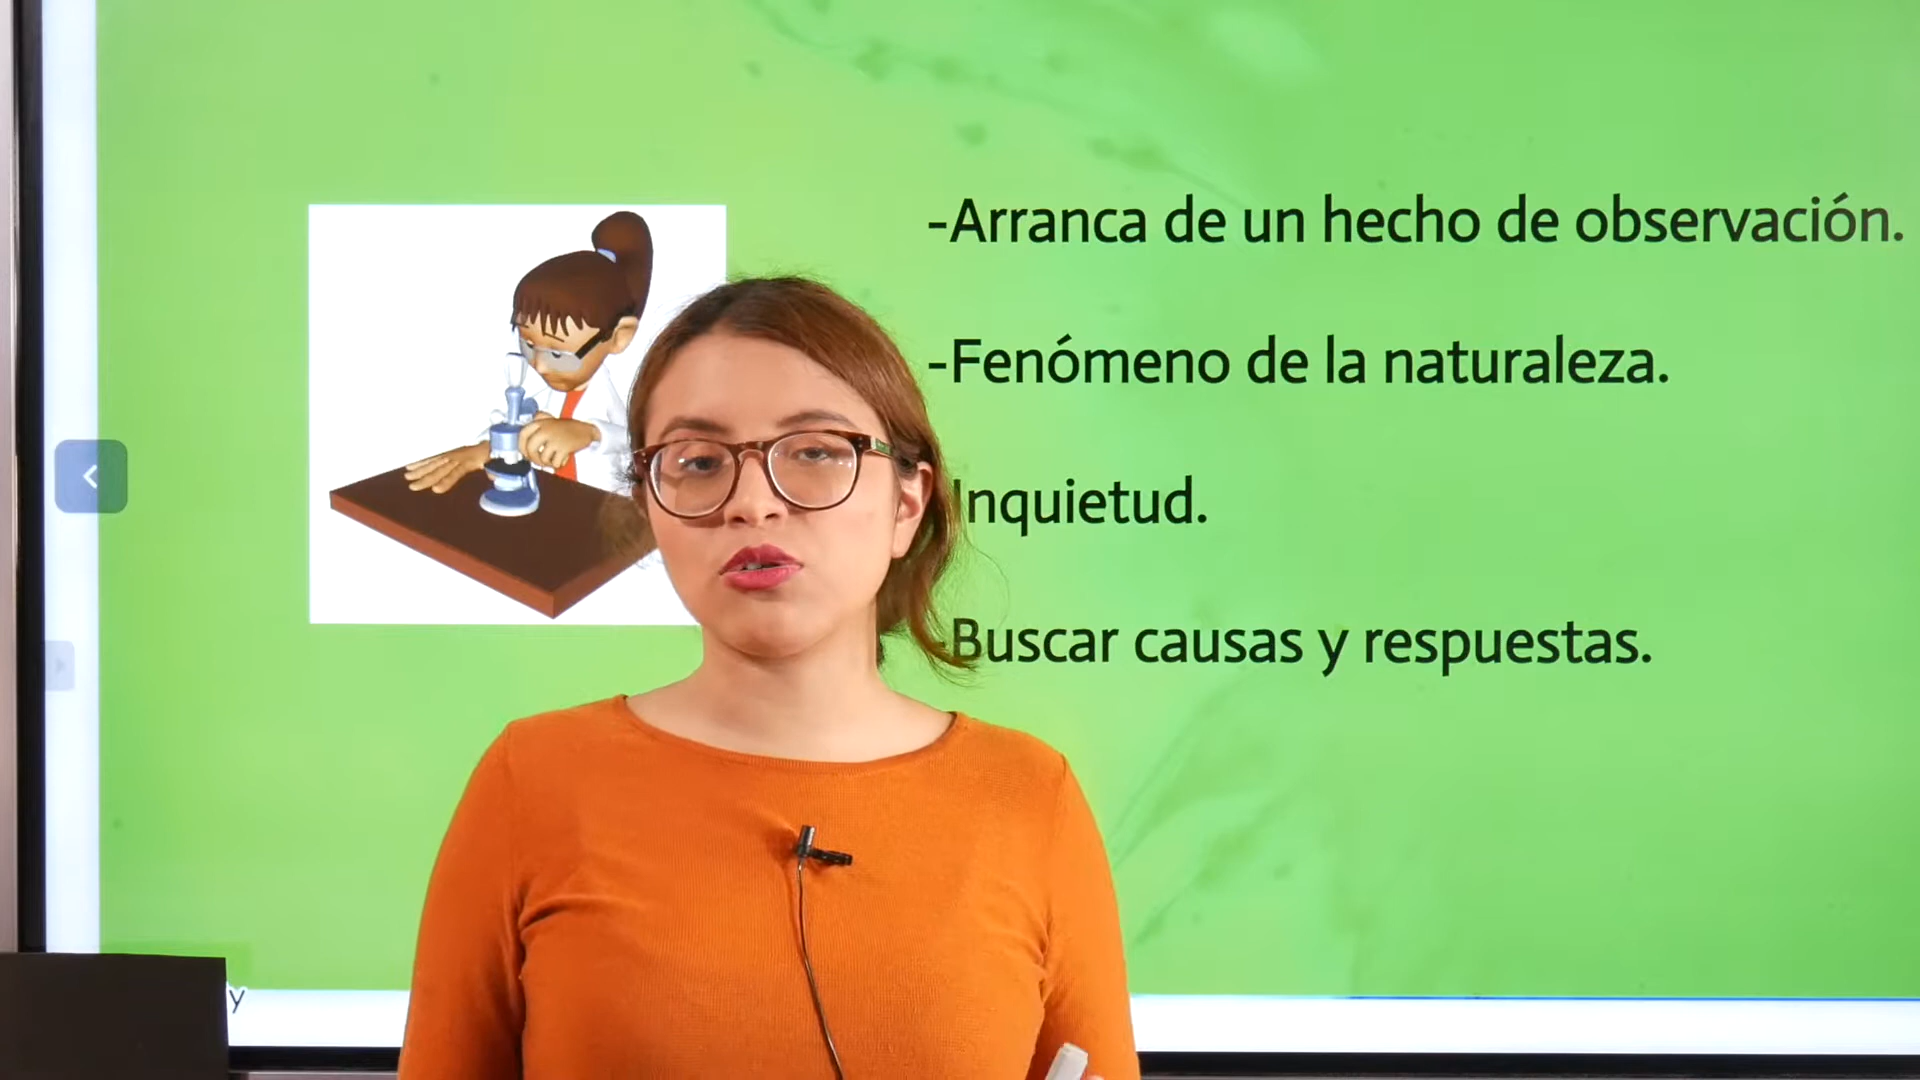 -Arranca de un hecho de observación.
-Fenómeno de la naturaleza.
Inquietud.
-Buscar causas y respuestas.
y